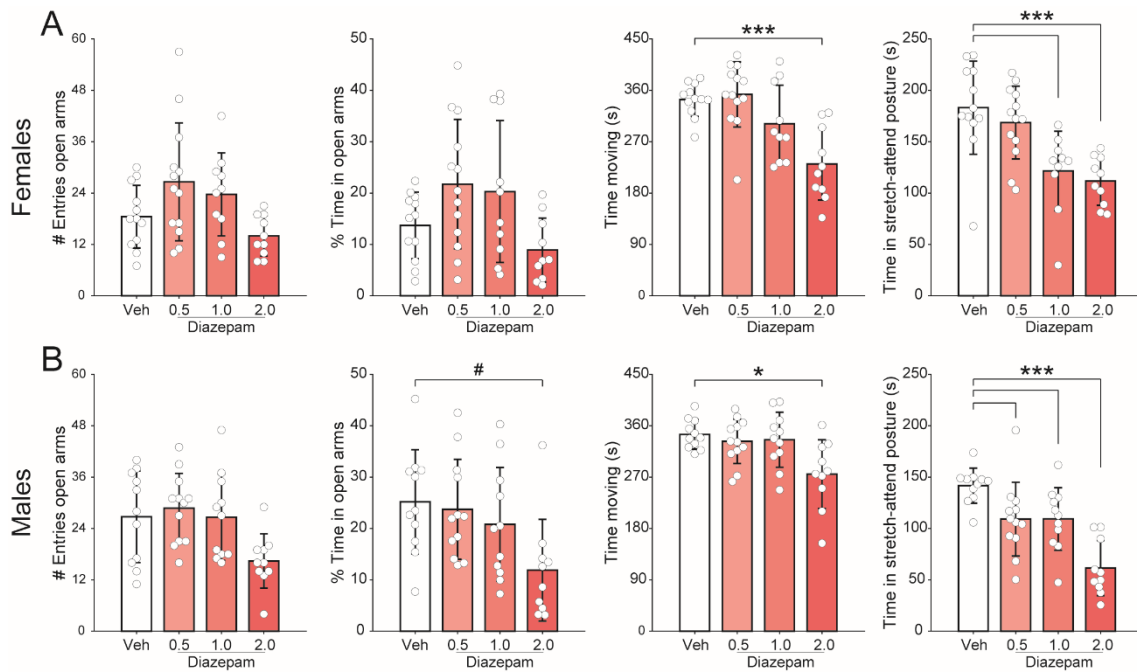 A
Females
# Entries open arms
60
48
36
24
12
0
Veh 0.5 1.0 2.0
Diazepam
% Time in open arms
50
40
30
20
10
0
Veh 0.5 1.0 2.0
Diazepam
Time moving (s)
450
360
270
180
90
0
***
Veh 0.5 1.0 2.0
Diazepam
Time in stretch-attend posture (s)
250
200
150
100
50
0
***
Veh 0.5 1.0 2.0
Diazepam
B
Males
# Entries open arms
60
48
36
24
12
0
Veh 0.5 1.0 2.0
Diazepam
% Time in open arms
50
40
30
20
10
0
#
Veh 0.5 1.0 2.0
Diazepam
Time moving (s)
450
360
270
180
90
0
*
Veh 0.5 1.0 2.0
Diazepam
Time in stretch-attend posture (s)
250
200
150
100
50
0
***
Veh 0.5 1.0 2.0
Diazepam